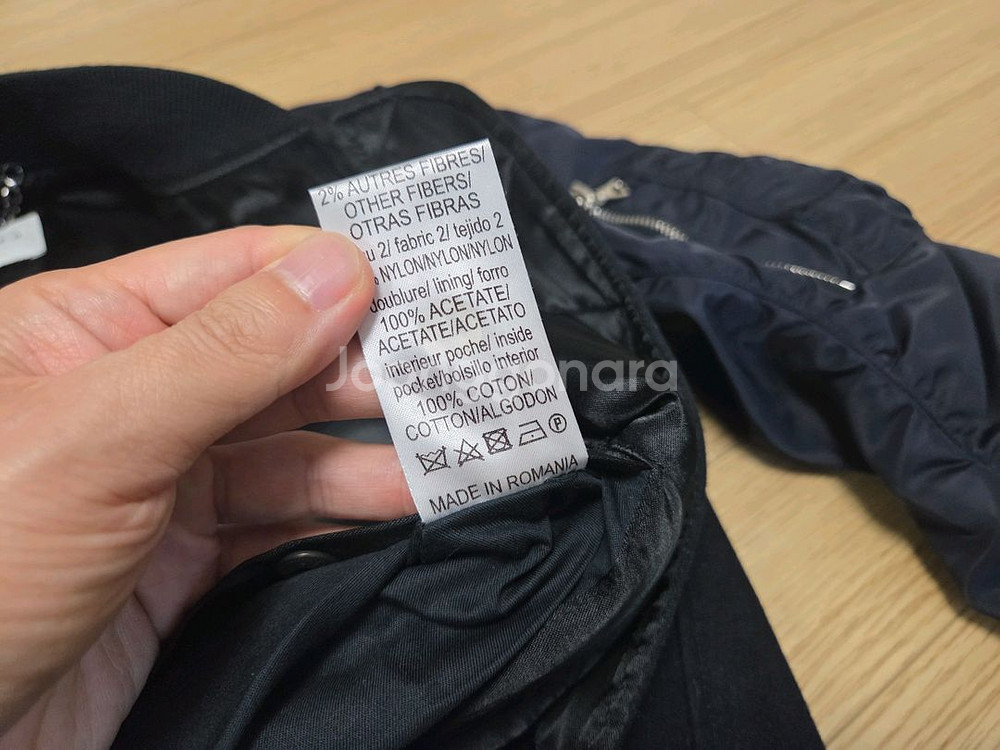 2% AUTRES FIBRES/
OTHER FIBERS/
OTRAS FIBRAS
2/ fabric 2/ tejido 2
NYLON/NYLON/NYLON
doublure/ lining/ forro
100% ACETATE/
ACETATE/ACETATO
interieur poche/ inside
pocket/bolsillo interior
100% COTON/
COTTON/ALGODON
P
MADE IN ROMANIA